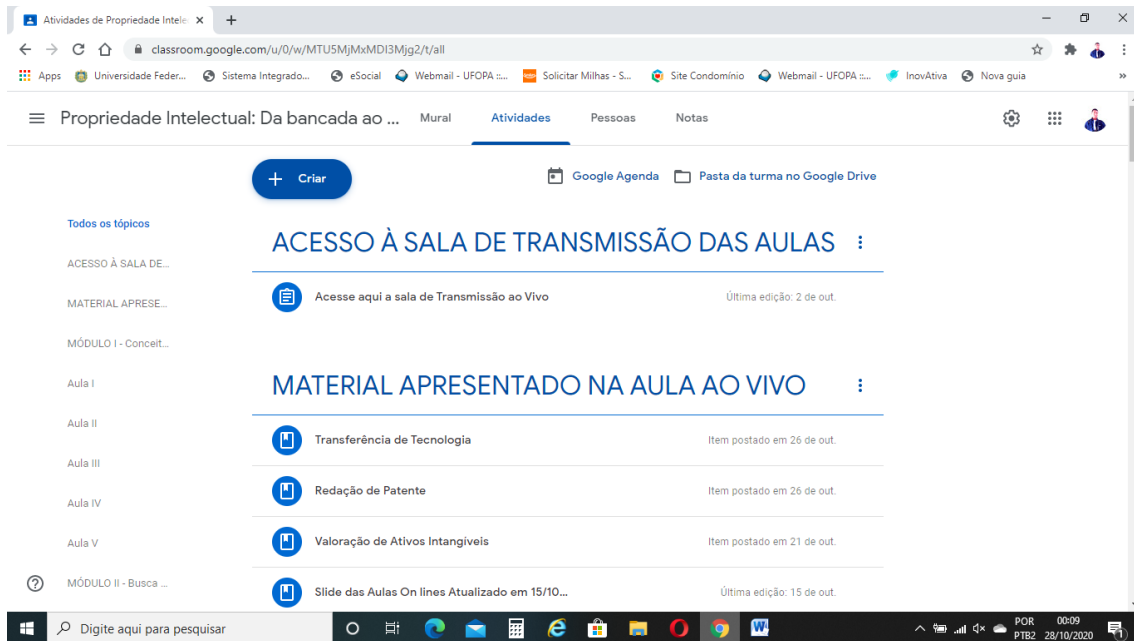 Atividades de Propriedade Intele
classroom.google.com/u/0/w/MTU5MjMxMDI3Mjg2/t/all
Apps Universidade Feder... Sistema Integrado... eSocial Webmail - UFOPA ::... Solicitar Milhas - S... Site Condomínio Webmail - UFOPA ::... InovAtiva Nova guia »
Propriedade Intelectual: Da bancada ao ... Mural Atividades Pessoas Notas
+ Criar
Google Agenda Pasta da turma no Google Drive
Todos os tópicos
ACESSO À SALA DE...
MATERIAL APRESE...
MÓDULO I - Conceit...
Aula I
Aula II
Aula III
Aula IV
Aula V
MÓDULO II - Busca ...
ACESSO À SALA DE TRANSMISSÃO DAS AULAS
Acesse aqui a sala de Transmissão ao Vivo Última edição: 2 de out.
MATERIAL APRESENTADO NA AULA AO VIVO
Transferência de Tecnologia Item postado em 26 de out.
Redação de Patente Item postado em 26 de out.
Valoração de Ativos Intangíveis Item postado em 21 de out.
Slide das Aulas On lines Atualizado em 15/10... Última edição: 15 de out.
Digite aqui para pesquisar
POR 00:09
PTB2 28/10/2020